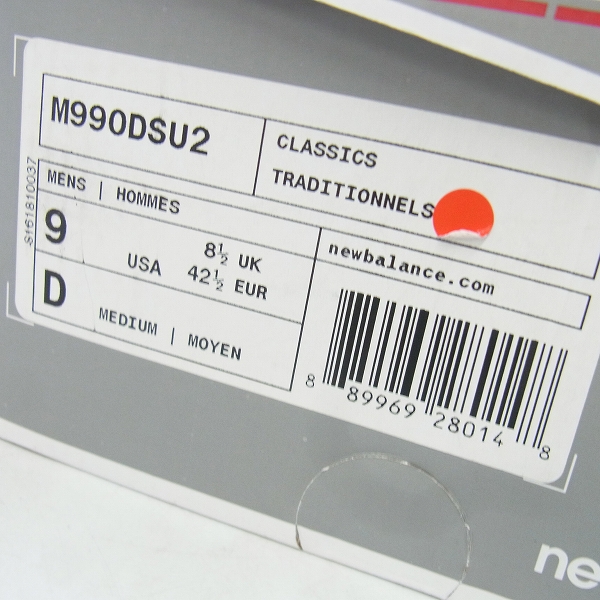 M990DSU2
CLASSICS
TRADITIONNELS
MENS | HOMMES
9
8½ UK
USA 42½ EUR
D
MEDIUM | MOYEN
newbalance.com
8 89969 28014 8
S161810037
ne